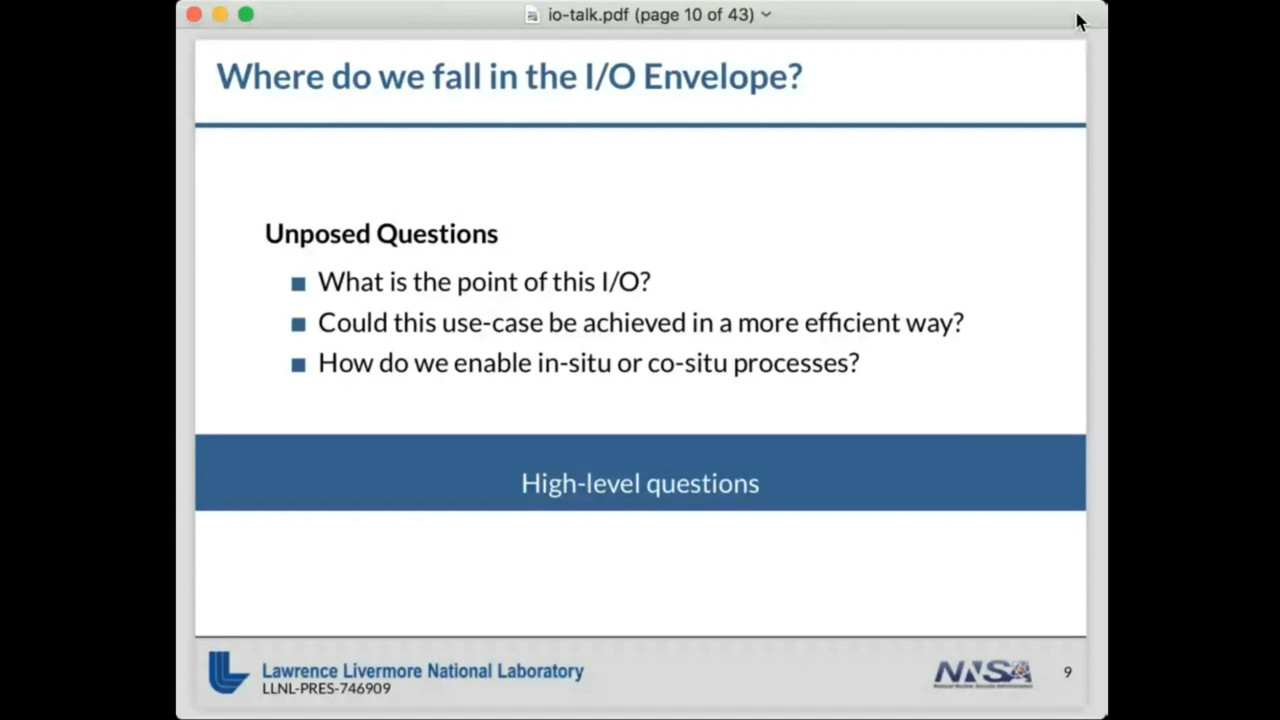 io-talk.pdf (page 10 of 43)
Where do we fall in the I/O Envelope?
Unposed Questions
What is the point of this I/O?
Could this use-case be achieved in a more efficient way?
How do we enable in-situ or co-situ processes?
High-level questions
Lawrence Livermore National Laboratory
LLNL-PRES-746909
NNSA
9